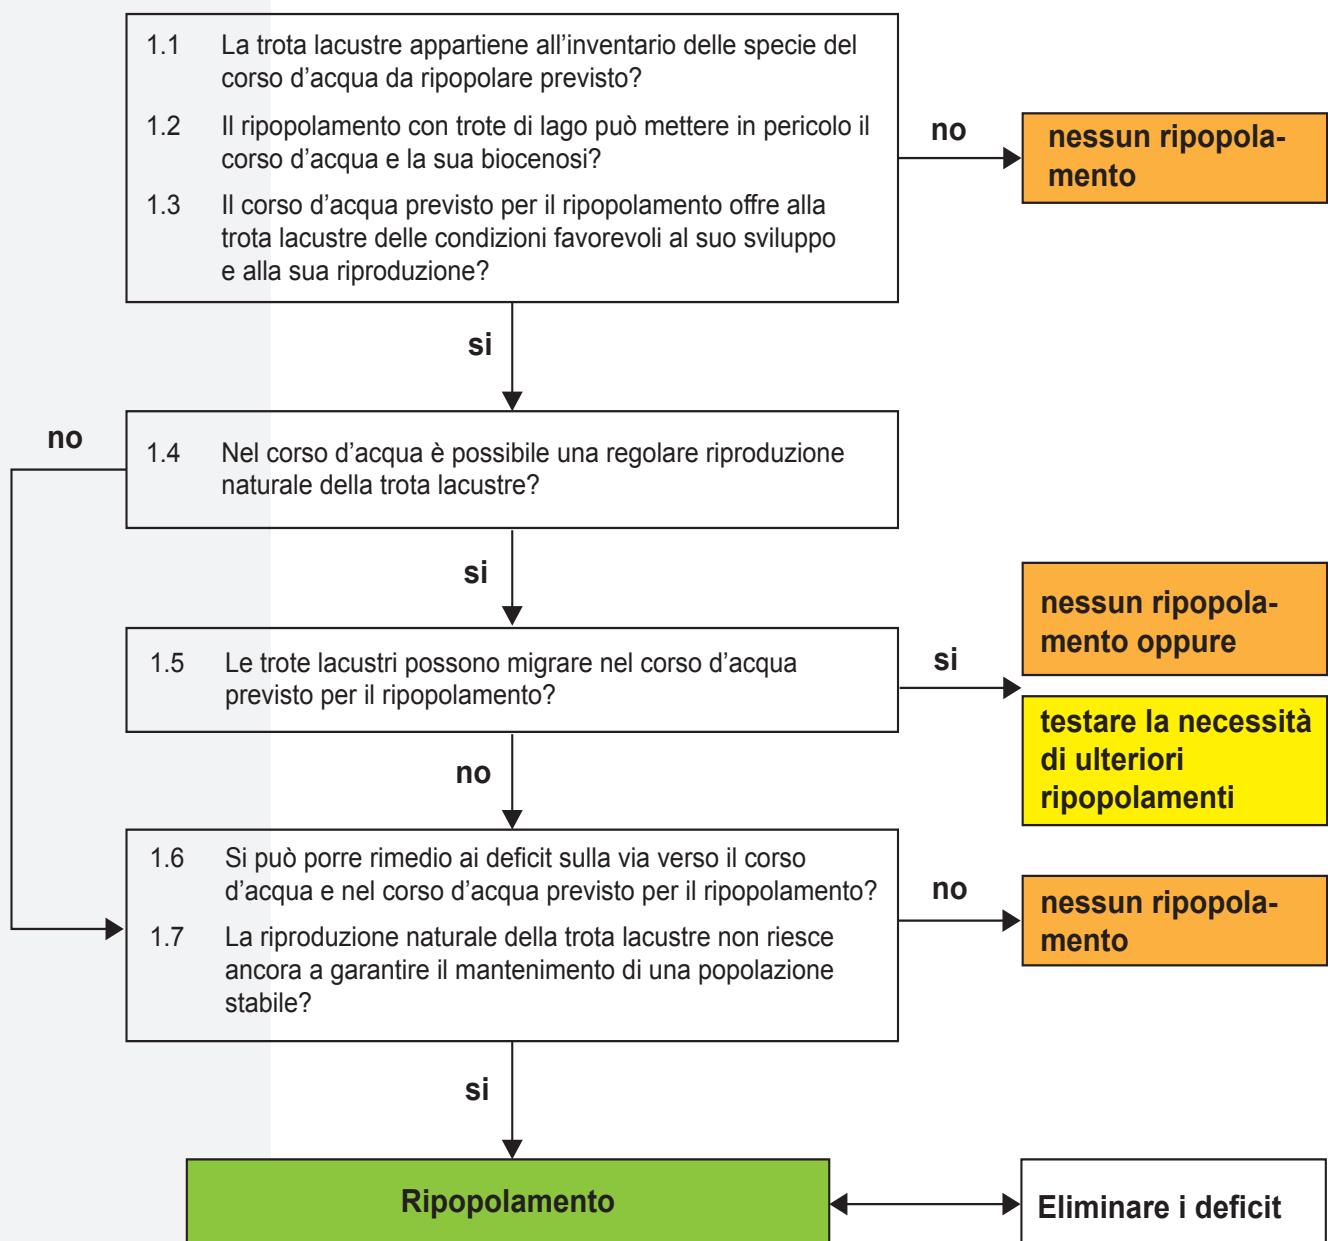 1.1 La trota lacustre appartiene all’inventario delle specie del
corso d’acqua da ripopolare previsto?
1.2 Il ripopolamento con trote di lago può mettere in pericolo il
corso d’acqua e la sua biocenosi?
1.3 Il corso d’acqua previsto per il ripopolamento offre alla
trota lacustre delle condizioni favorevoli al suo sviluppo
e alla sua riproduzione?
no
nessun ripopola-
mento
si
no
1.4 Nel corso d’acqua è possibile una regolare riproduzione
naturale della trota lacustre?
si
1.5 Le trote lacustri possono migrare nel corso d’acqua
previsto per il ripopolamento?
si
nessun ripopola-
mento oppure
testare la necessità
di ulteriori
ripopolamenti
no
1.6 Si può porre rimedio ai deficit sulla via verso il corso
d’acqua e nel corso d’acqua previsto per il ripopolamento?
1.7 La riproduzione naturale della trota lacustre non riesce
ancora a garantire il mantenimento di una popolazione
stabile?
no
nessun ripopola-
mento
si
Ripopolamento
Eliminare i deficit